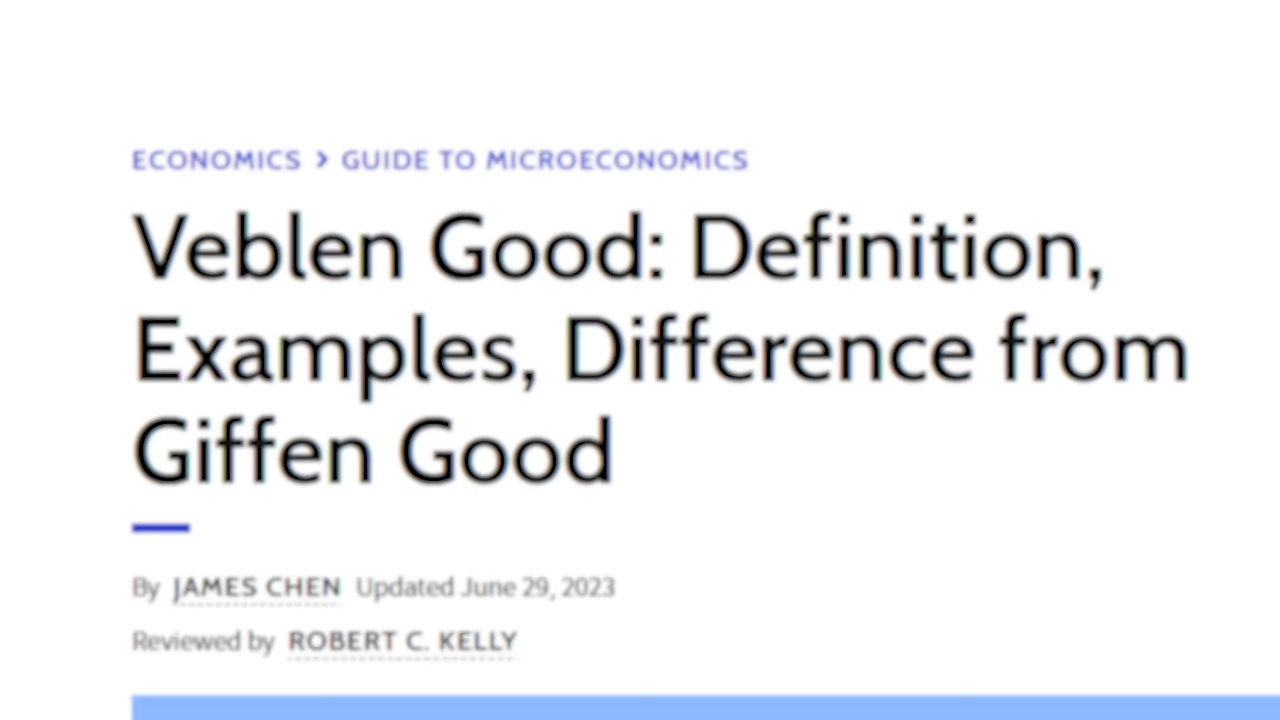 ECONOMICS > GUIDE TO MICROECONOMICS
Veblen Good: Definition,
Examples, Difference from
Giffen Good
By JAMES CHEN Updated June 29, 2023
Reviewed by ROBERT C. KELLY